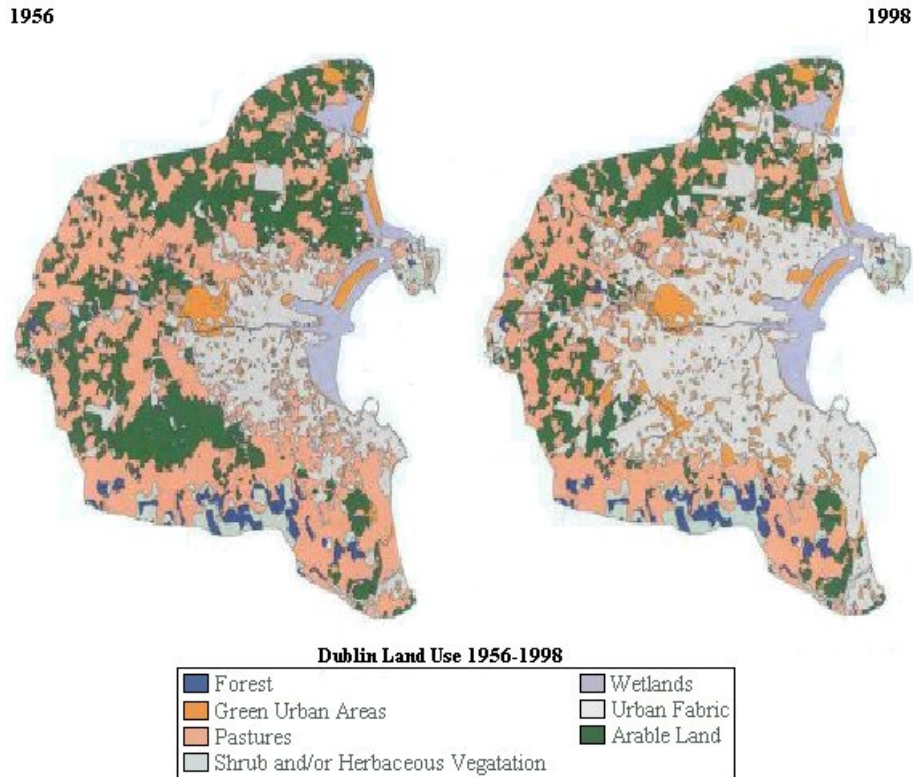 1956
1998
Dublin Land Use 1956-1998
Forest
Green Urban Areas
Pastures
Shrub and/or Herbaceous Vegatation
Wetlands
Urban Fabric
Arable Land